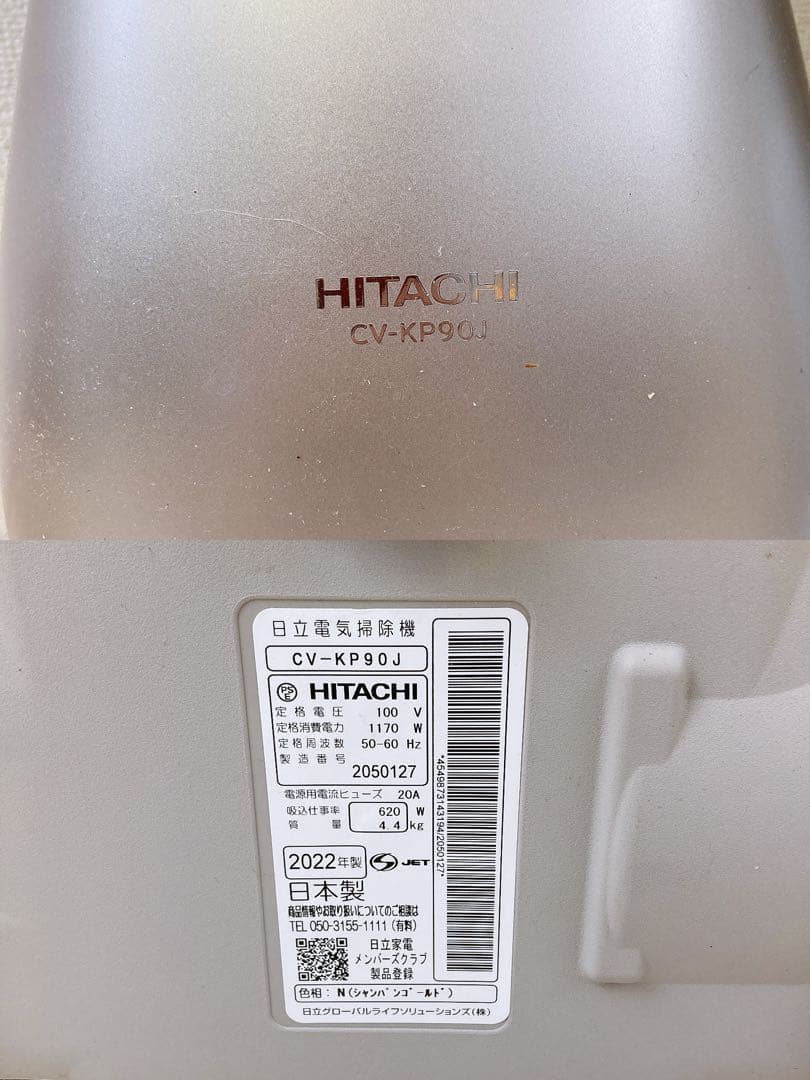 HITACHI
CV-KP90J
日立電気掃除機
CV-KP90J
PSE HITACHI
定格電圧 100 V
定格消費電力 1170 W
定格周波数 50-60 Hz
製造番号
2050127
電源用電流ヒューズ 20A
吸込仕事率 620 W
質量 4.4 kg
2022年製 S JET
日本製
商品情報やお取り扱いについてのご相談は
TEL 050-3155-1111 (有料)
日立家電
メンバーズクラブ
製品登録
色相：N(シャンパンゴールド)
日立グローバルライフソリューションズ(株)
*4549873143194/2050127*